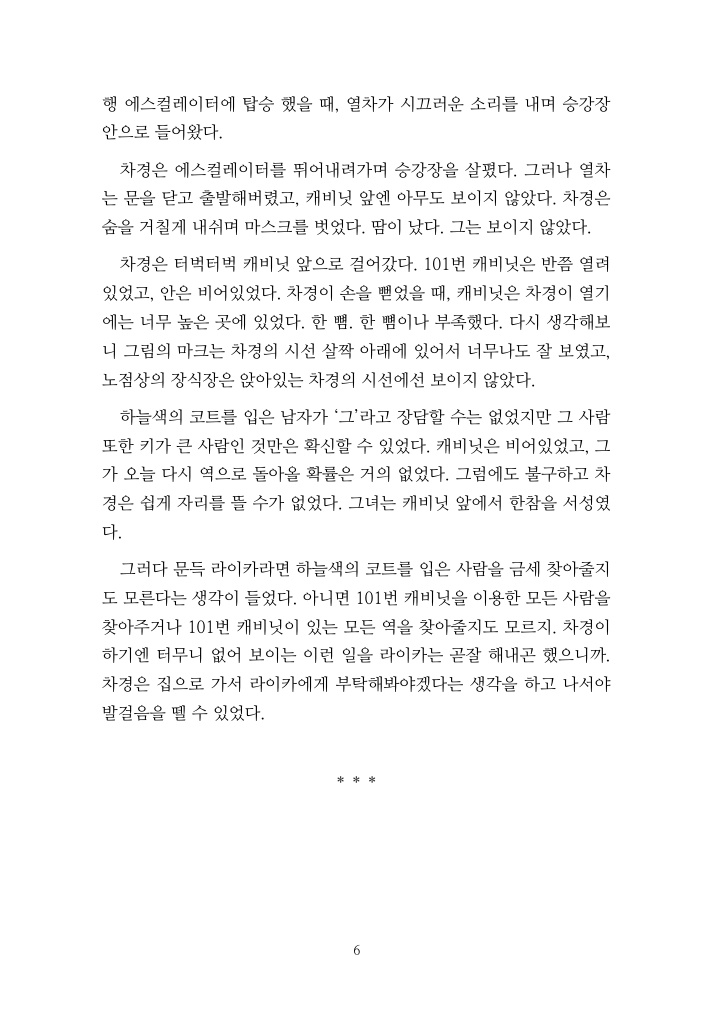 행 에스컬레이터에 탑승 했을 때, 열차가 시끄러운 소리를 내며 승강장
안으로 들어왔다.
차경은 에스컬레이터를 뛰어내려가며 승강장을 살폈다. 그러나 열차
는 문을 닫고 출발해버렸고, 캐비닛 앞엔 아무도 보이지 않았다. 차경은
숨을 거칠게 내쉬며 마스크를 벗었다. 땀이 났다. 그는 보이지 않았다.
차경은 터벅터벅 캐비닛 앞으로 걸어갔다. 101번 캐비닛은 반쯤 열려
있었고, 안은 비어있었다. 차경이 손을 뻗었을 때, 캐비닛은 차경이 열기
에는 너무 높은 곳에 있었다. 한 뼘. 한 뼘이나 부족했다. 다시 생각해보
니 그림의 마크는 차경의 시선 살짝 아래에 있어서 너무나도 잘 보였고,
노점상의 장식장은 앉아있는 차경의 시선에선 보이지 않았다.
하늘색의 코트를 입은 남자가 ‘그’라고 장담할 수는 없었지만 그 사람
또한 키가 큰 사람인 것만은 확신할 수 있었다. 캐비닛은 비어있었고, 그
가 오늘 다시 역으로 돌아올 확률은 거의 없었다. 그럼에도 불구하고 차
경은 쉽게 자리를 뜰 수가 없었다. 그녀는 캐비닛 앞에서 한참을 서성였
다.
그러다 문득 라이카라면 하늘색의 코트를 입은 사람을 금세 찾아줄지
도 모른다는 생각이 들었다. 아니면 101번 캐비닛을 이용한 모든 사람을
찾아주거나 101번 캐비닛이 있는 모든 역을 찾아줄지도 모르지. 차경이
하기엔 터무니 없어 보이는 이런 일을 라이카는 곧잘 해내곤 했으니까.
차경은 집으로 가서 라이카에게 부탁해봐야겠다는 생각을 하고 나서야
발걸음을 뗄 수 있었다.
* * *
6